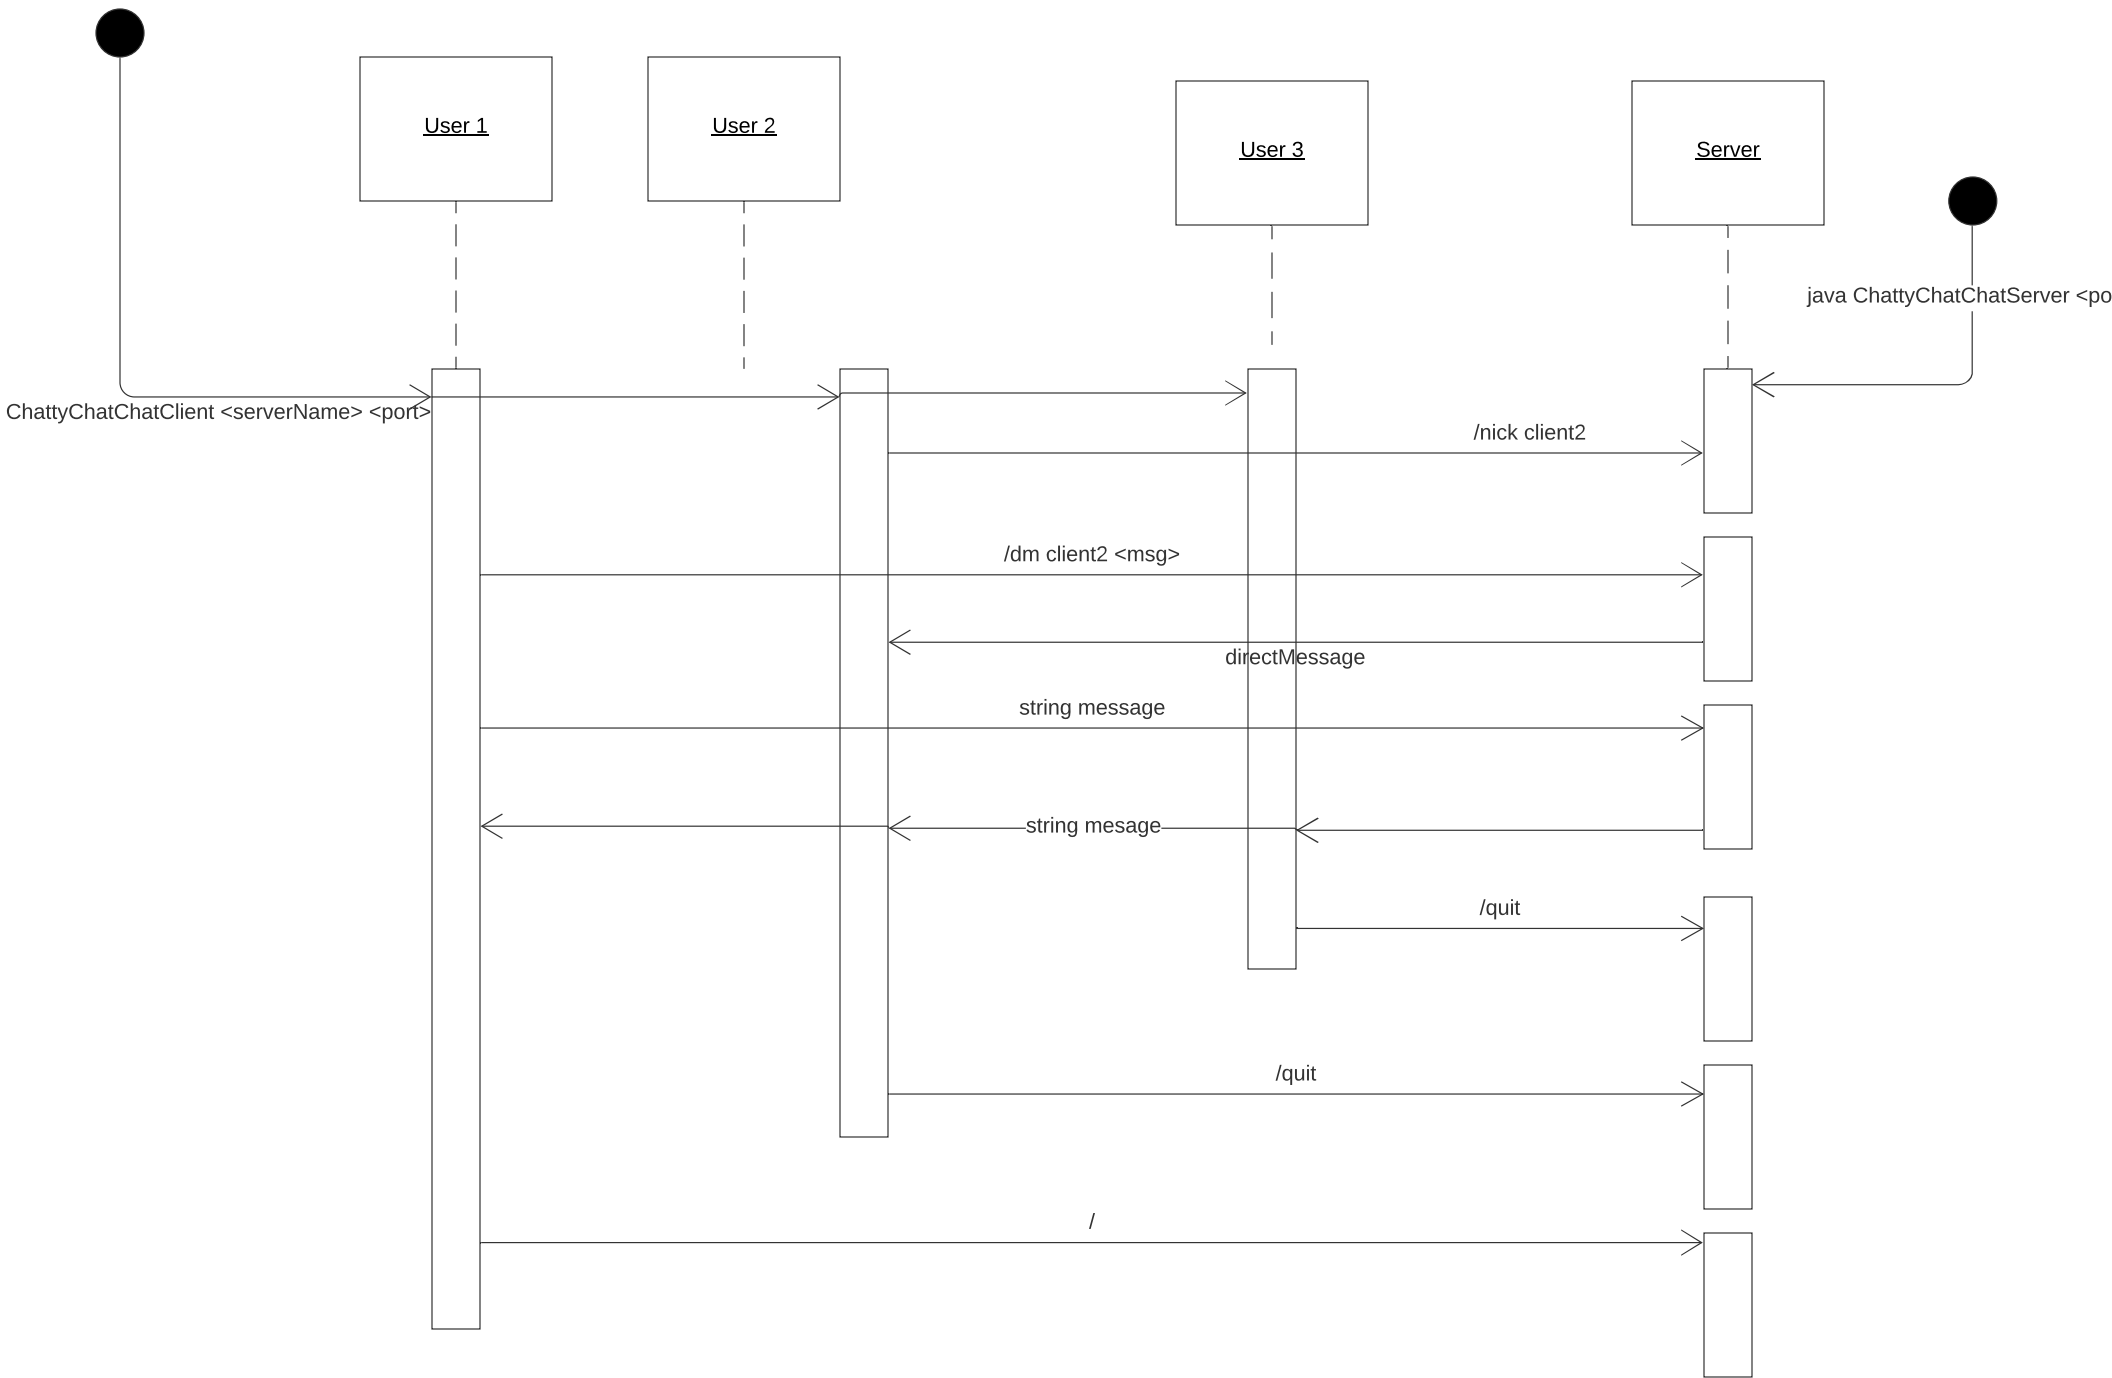 User 1
User 2
User 3
Server
java ChattyChatChatServer <po
ChattyChatChatClient <serverName> <port>
/nick client2
/dm client2 <msg>
directMessage
string message
string mesage
/quit
/quit
/